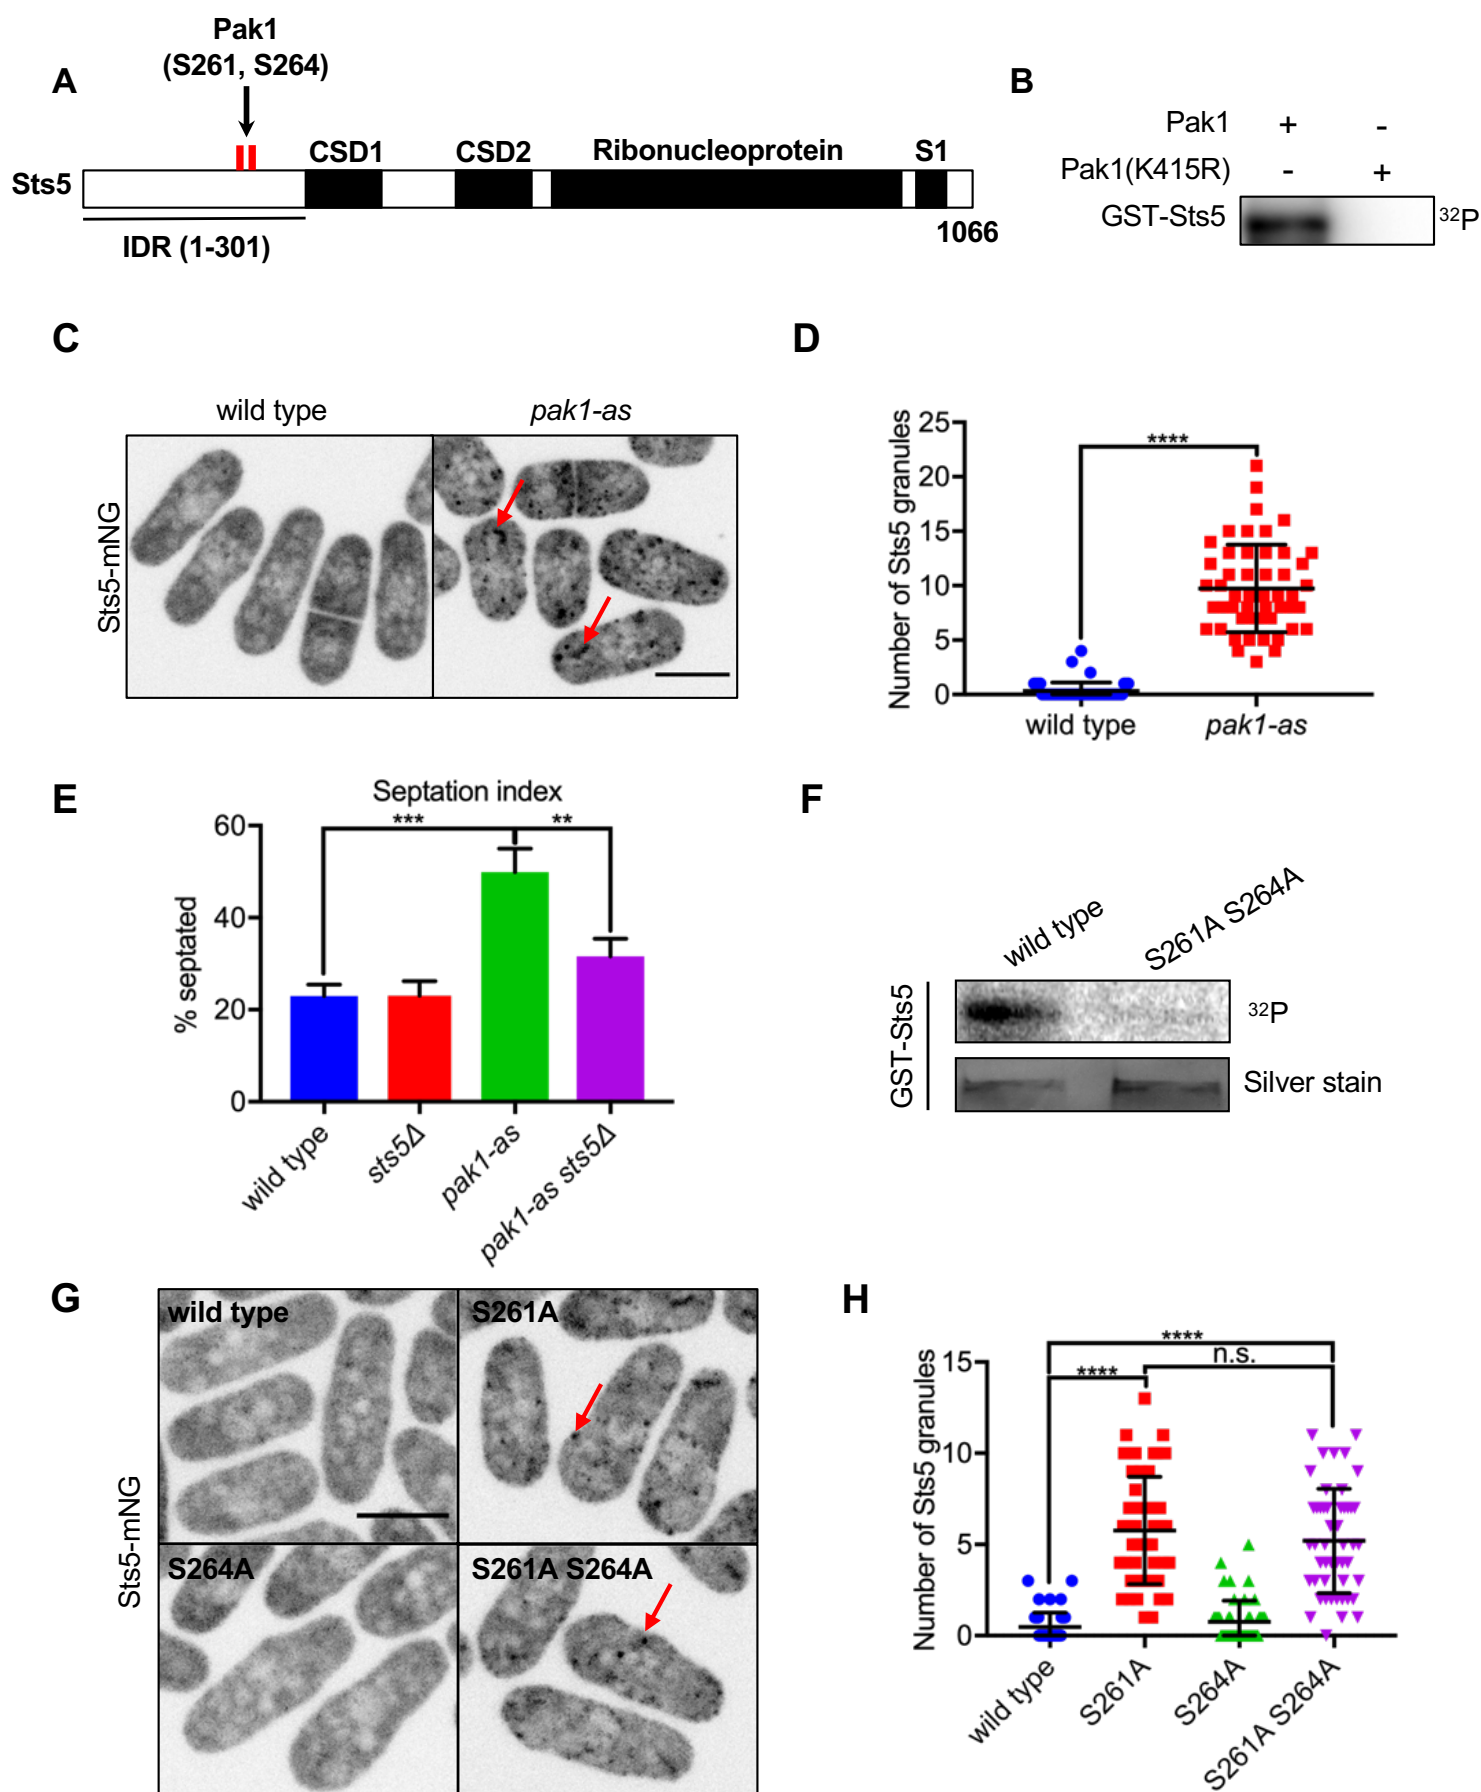 A
Pak1
(S261, S264)
CSD1
CSD2
Ribonucleoprotein
S1
Sts5
IDR (1-301)
1066
B
Pak1 + -
Pak1(K415R) - +
GST-Sts5
32P
C
wild type
pak1-as
Sts5-mNG
D
Number of Sts5 granules
25
20
15
10
5
0
****
wild type
pak1-as
E
Septation index
% septated
60
40
20
0
***
**
wild type
sts5Δ
pak1-as
pak1-as sts5Δ
F
wild type
S261A S264A
GST-Sts5
32P
Silver stain
G
Sts5-mNG
wild type
S261A
S264A
S261A S264A
H
Number of Sts5 granules
15
10
5
0
****
n.s.
****
wild type
S261A
S264A
S261A S264A